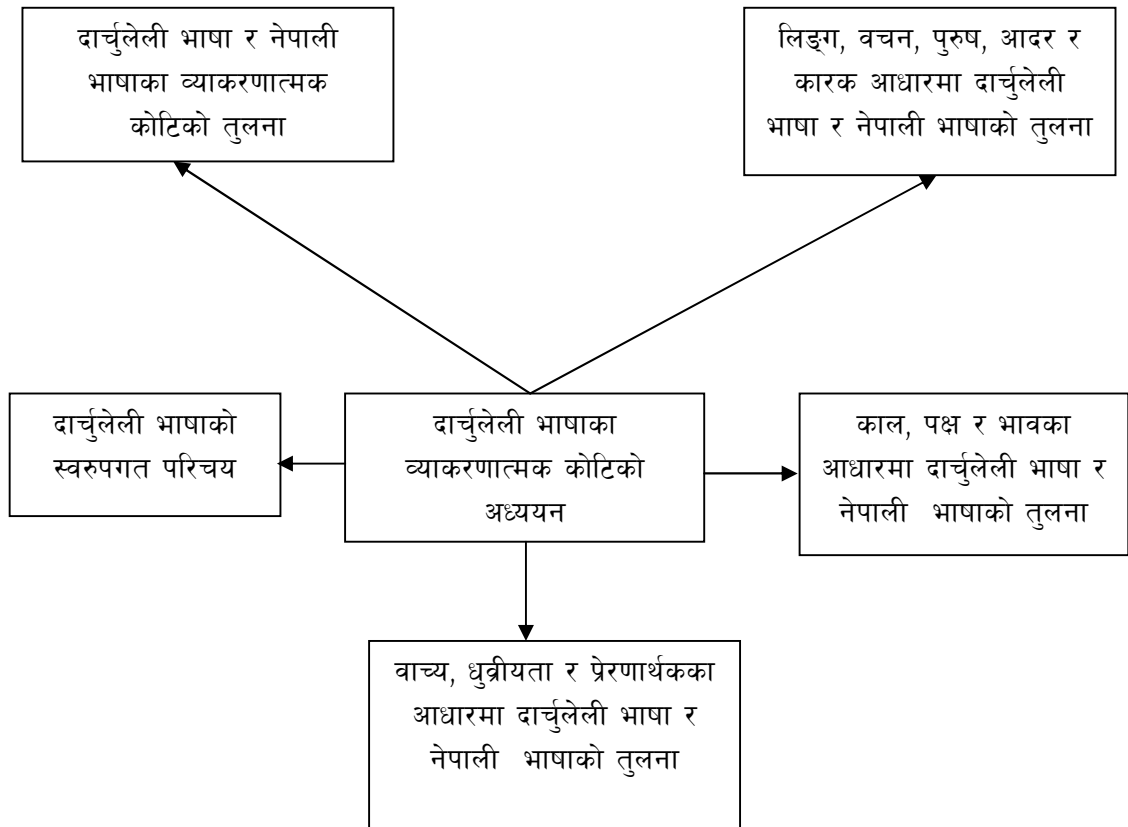 दार्चुलेली भाषा र नेपाली
भाषाका व्याकरणात्मक
कोटिको तुलना
लिङ्ग, वचन, पुरुष, आदर र
कारक आधारमा दार्चुलेली
भाषा र नेपाली भाषाको तुलना
दार्चुलेली भाषाको
स्वरुपगत परिचय
दार्चुलेली भाषाका
व्याकरणात्मक कोटिको
अध्ययन
काल, पक्ष र भावका
आधारमा दार्चुलेली भाषा र
नेपाली भाषाको तुलना
वाच्य, धुव्रीयता र प्रेरणार्थकका
आधारमा दार्चुलेली भाषा र
नेपाली भाषाको तुलना